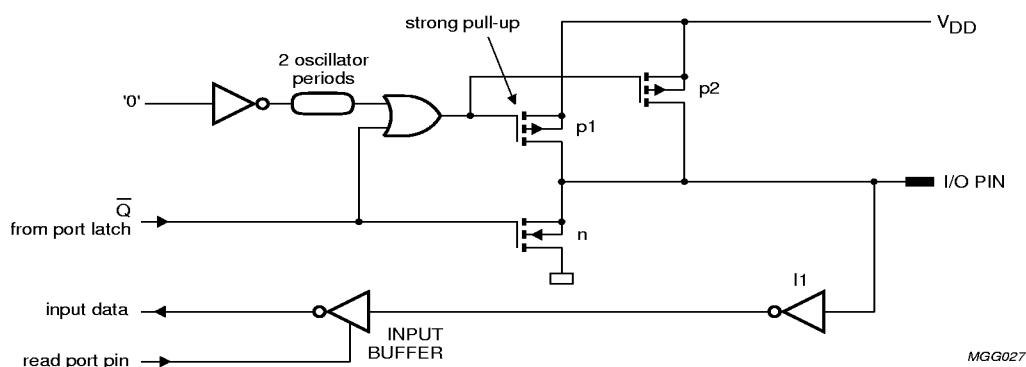 strong pull-up
VDD
2 oscillator
periods
'0'
p2
p1
I/O PIN
Q
from port latch
n
I1
input data
INPUT
BUFFER
read port pin
MGG027